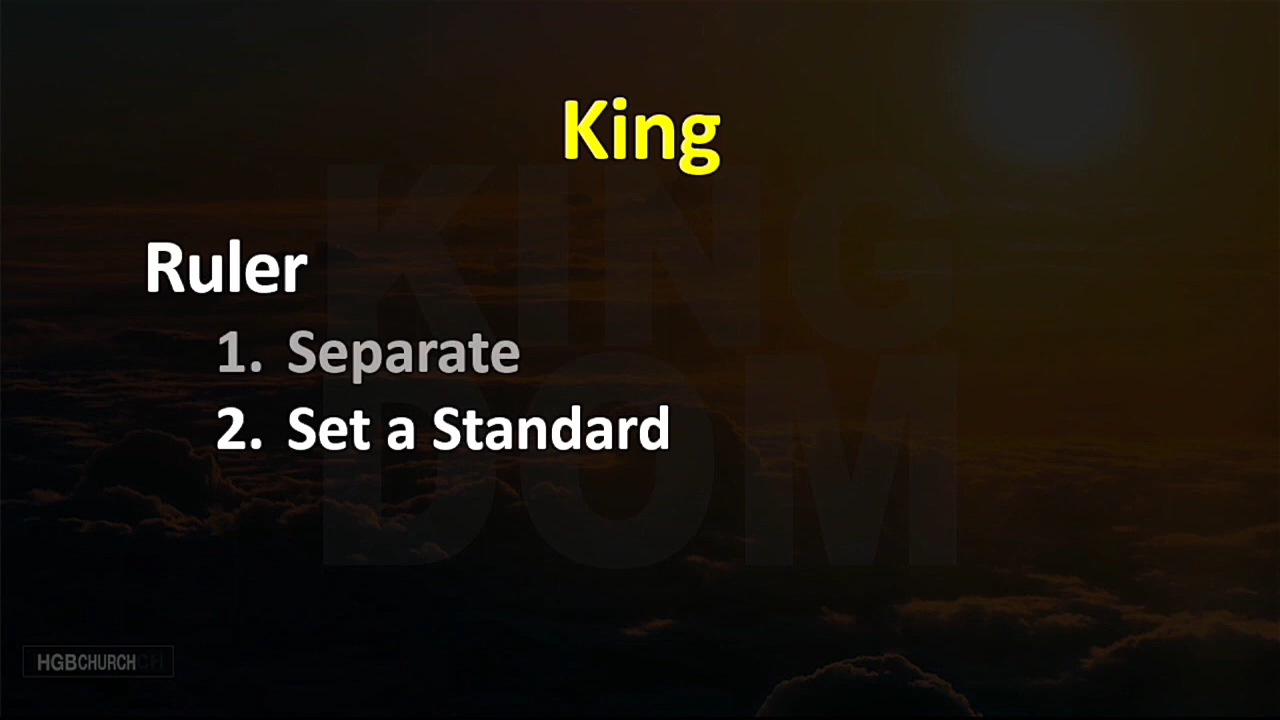 King
KING
DOM
Ruler
1. Separate
2. Set a Standard
HGBCHURCH